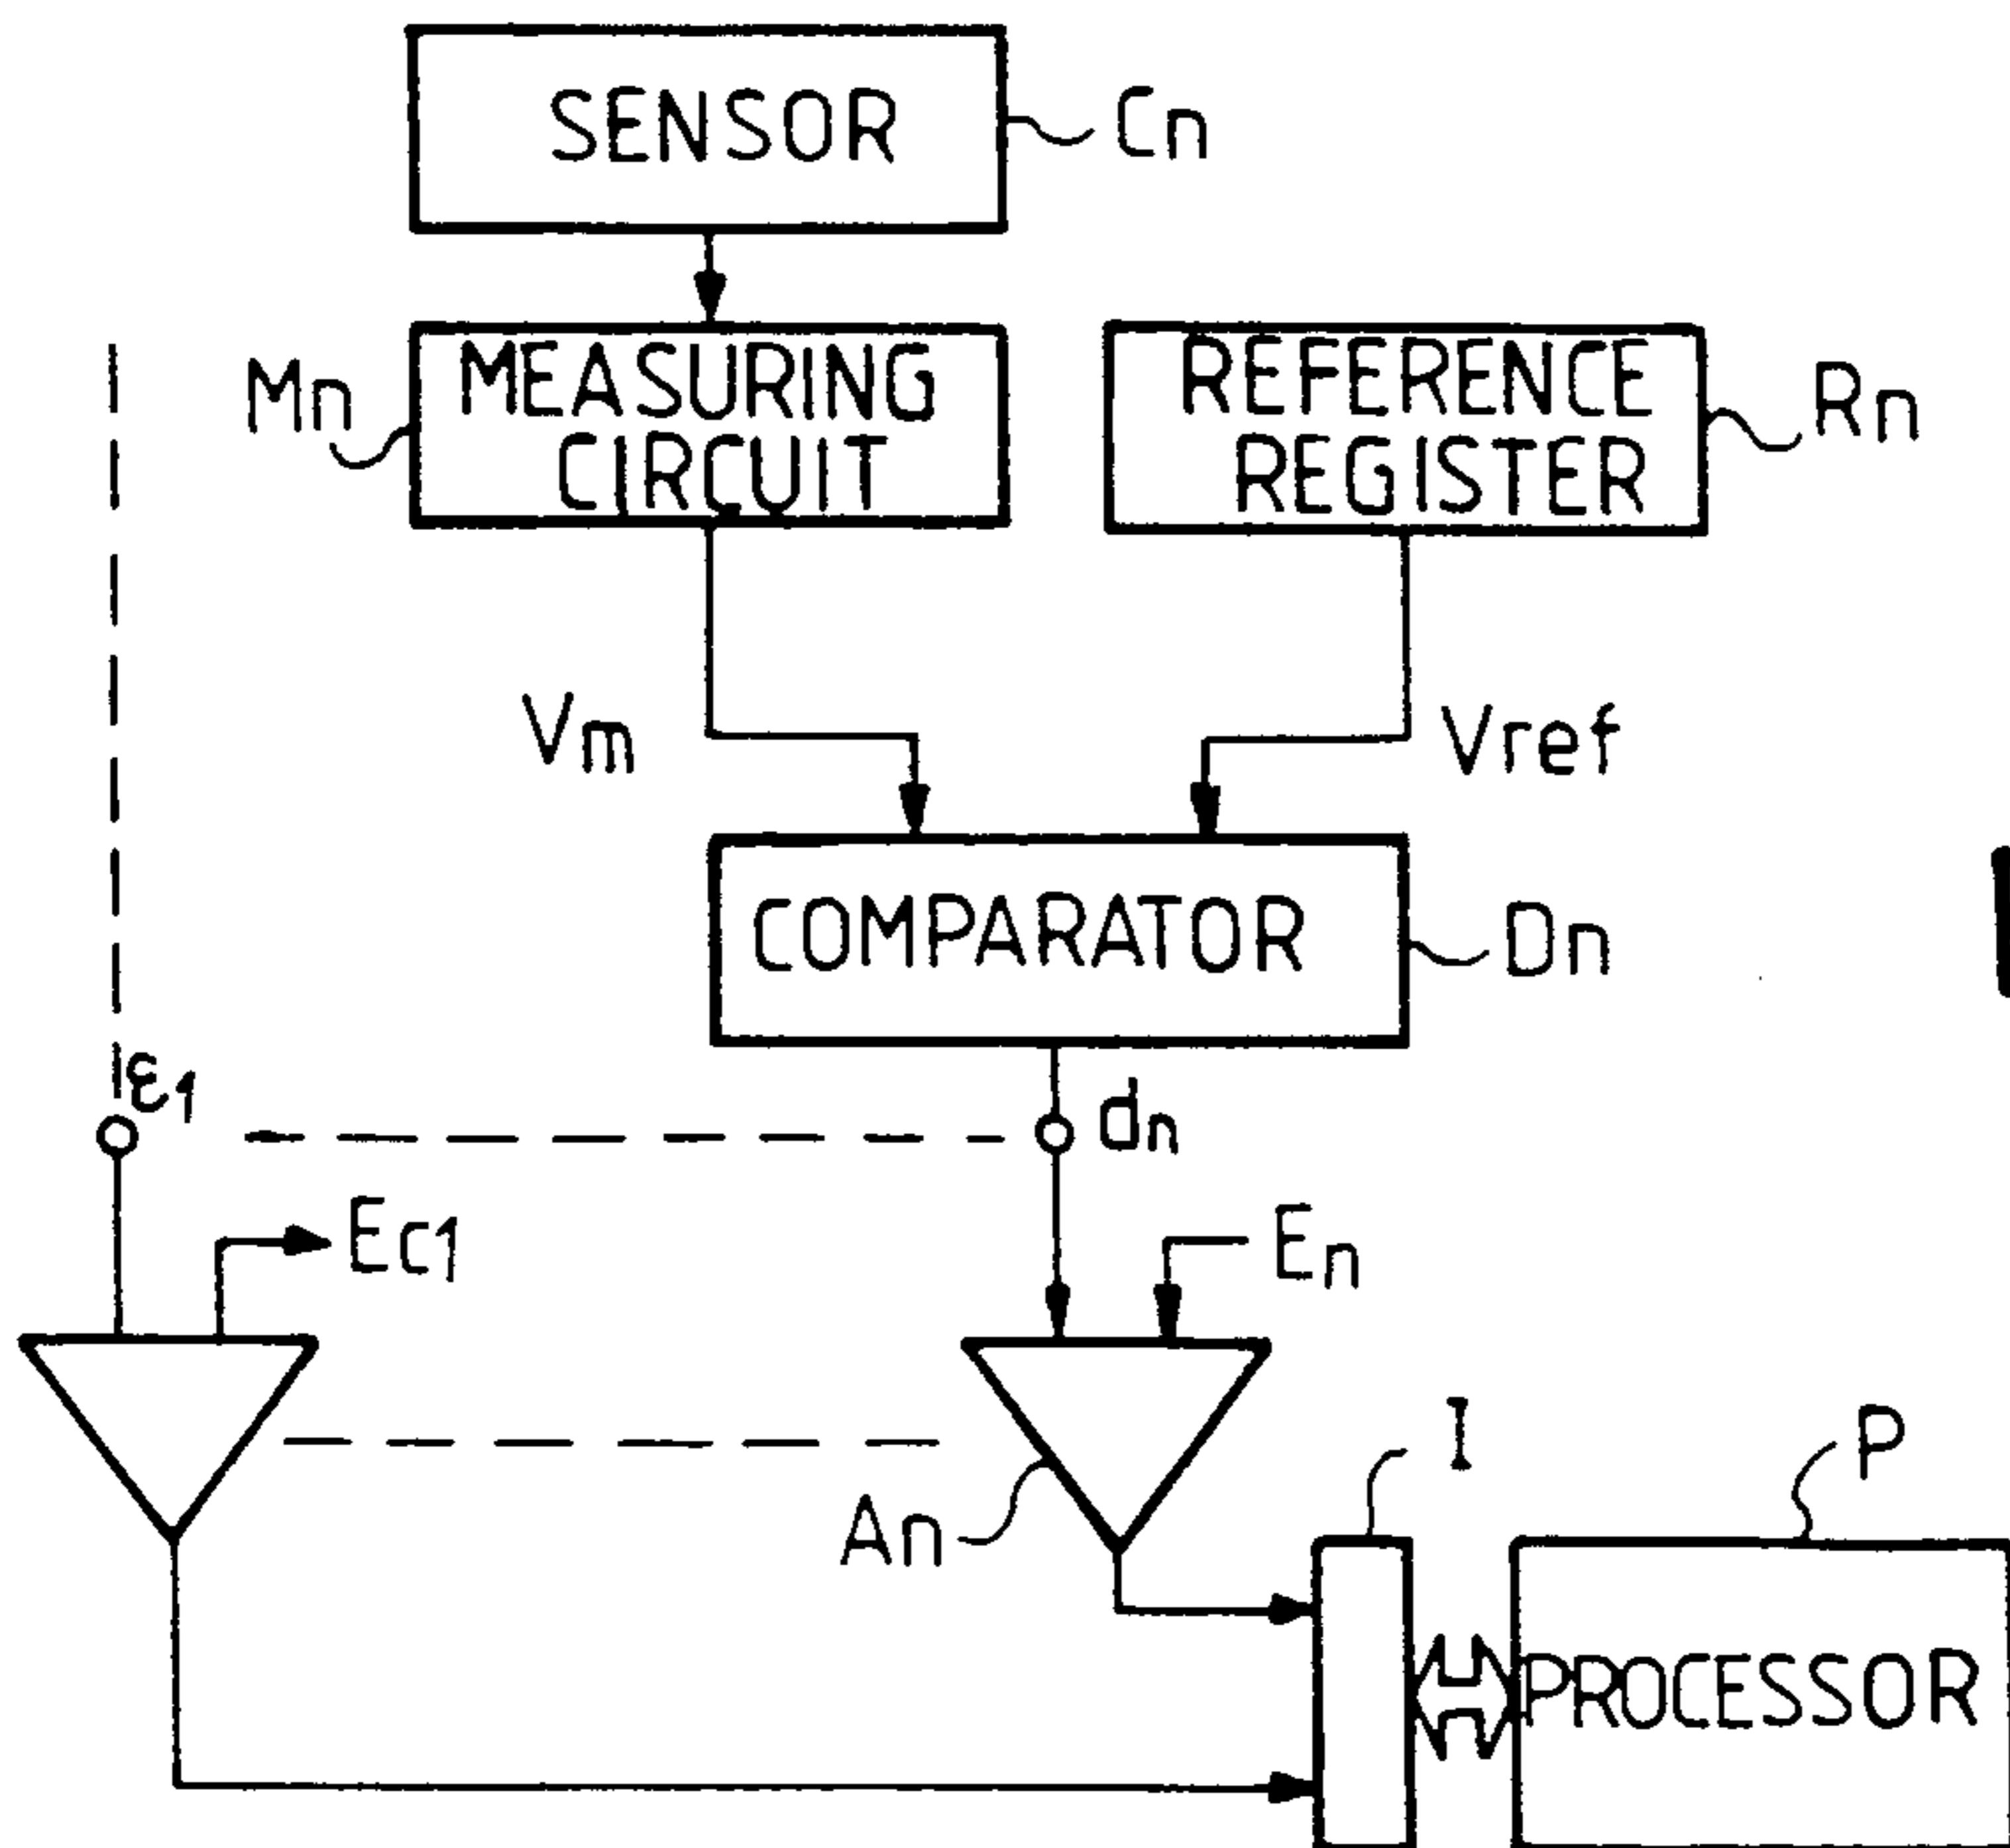 SENSOR
Cn
Mn
MEASURING
CIRCUIT
REFERENCE
REGISTER
Rn
Vm
Vref
COMPARATOR
Dn
ε1
dn
Ec1
En
An
I
P
PROCESSOR